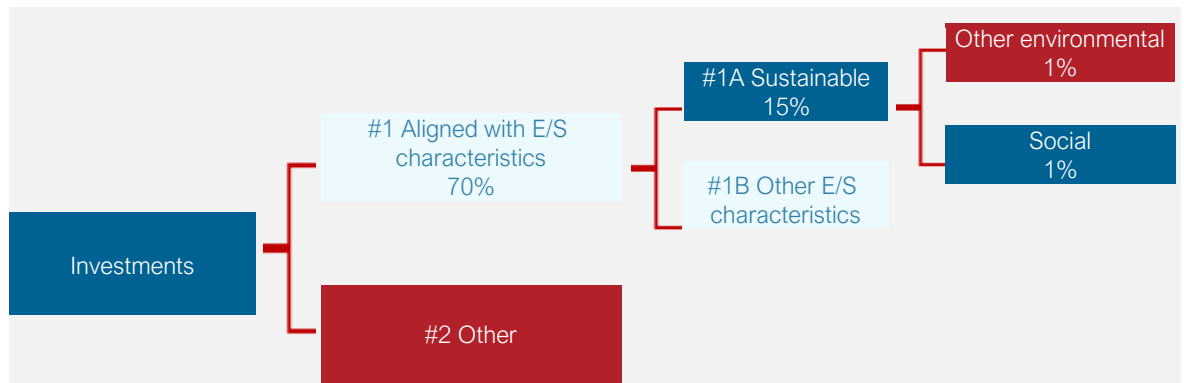 Investments
#1 Aligned with E/S
characteristics
70%
#2 Other
#1A Sustainable
15%
#1B Other E/S
characteristics
Other environmental
1%
Social
1%